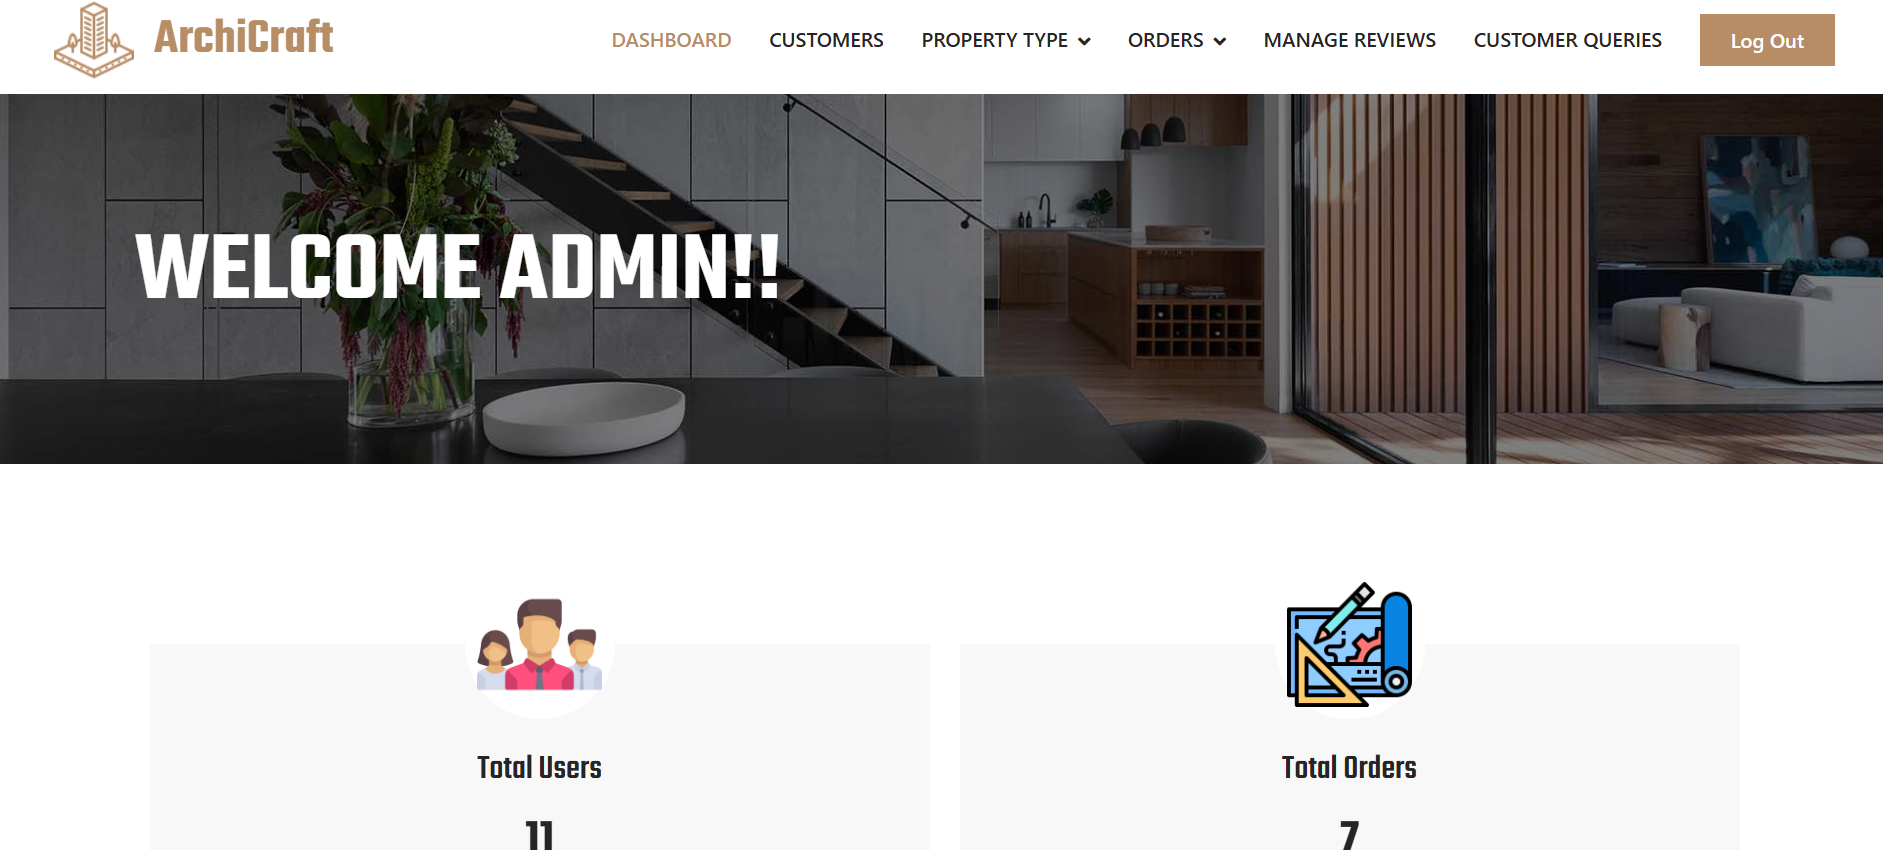 ArchiCraft
DASHBOARD CUSTOMERS PROPERTY TYPE ORDERS MANAGE REVIEWS CUSTOMER QUERIES Log Out
WELCOME ADMIN!!
Total Users
11
Total Orders
7